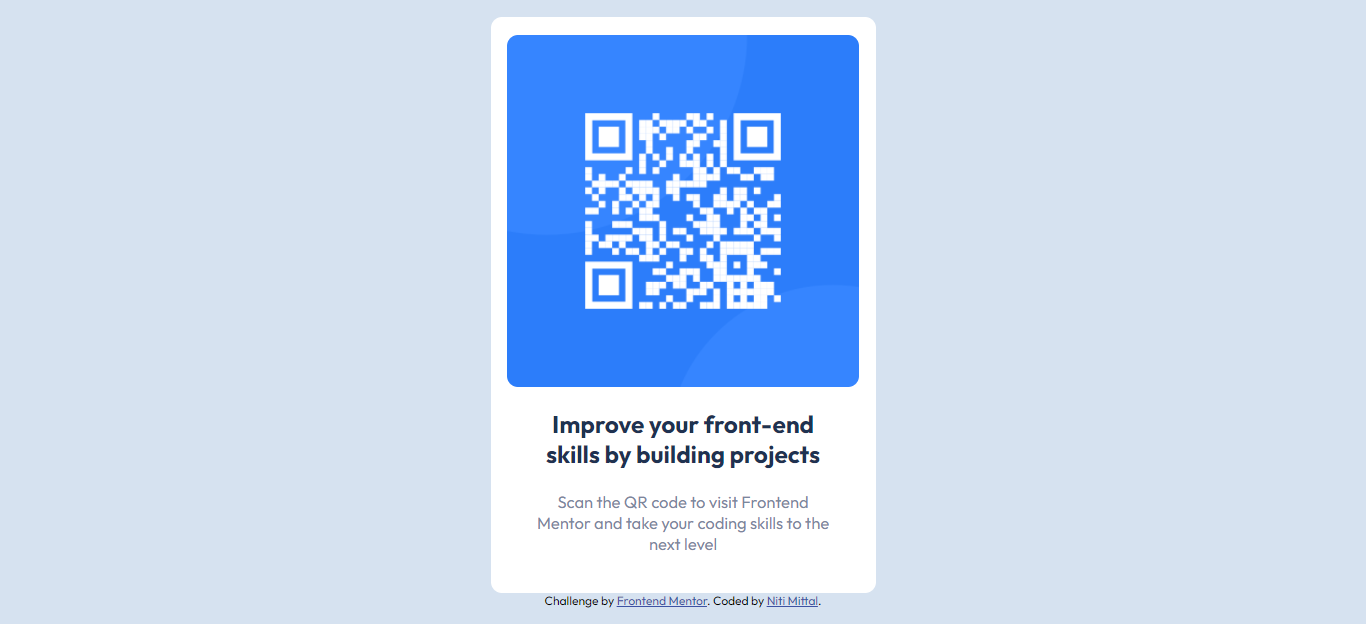 Improve your front-end
skills by building projects
Scan the QR code to visit Frontend
Mentor and take your coding skills to the
next level
Challenge by Frontend Mentor. Coded by Niti Mittal.